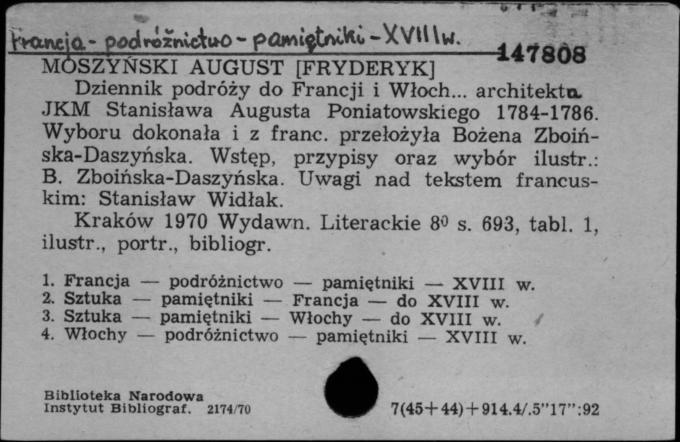 Francja - podróżnictwo - pamiętniki - XVIII w.
147808
MOSZYŃSKI AUGUST [FRYDERYK]
Dziennik podróży do Francji i Włoch... architekta
JKM Stanisława Augusta Poniatowskiego 1784-1786.
Wyboru dokonała i z franc. przełożyła Bożena Zboiń-
ska-Daszyńska. Wstęp, przypisy oraz wybór ilustr.:
B. Zboińska-Daszyńska. Uwagi nad tekstem francus-
kim: Stanisław Widłak.
Kraków 1970 Wydawn. Literackie 8⁰ s. 693, tabl. 1,
ilustr., portr., bibliogr.
1. Francja — podróżnictwo — pamiętniki — XVIII w.
2. Sztuka — pamiętniki — Francja — do XVIII w.
3. Sztuka — pamiętniki — Włochy — do XVIII w.
4. Włochy — podróżnictwo — pamiętniki — XVIII w.
Biblioteka Narodowa
Instytut Bibliograf. 2174/70
7(45+44)+914.4/.5"17":92